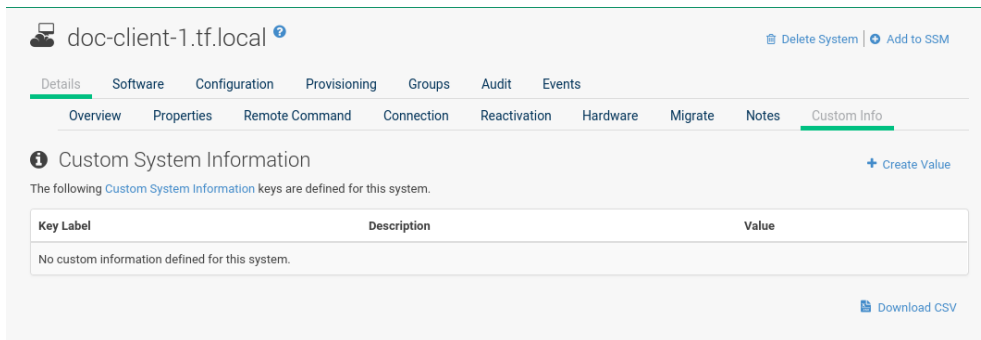 doc-client-1.tf.local ?
Delete System | Add to SSM
Details Software Configuration Provisioning Groups Audit Events
Overview Properties Remote Command Connection Reactivation Hardware Migrate Notes Custom Info
Custom System Information
+ Create Value
The following Custom System Information keys are defined for this system.
Key Label Description Value
No custom information defined for this system.
Download CSV